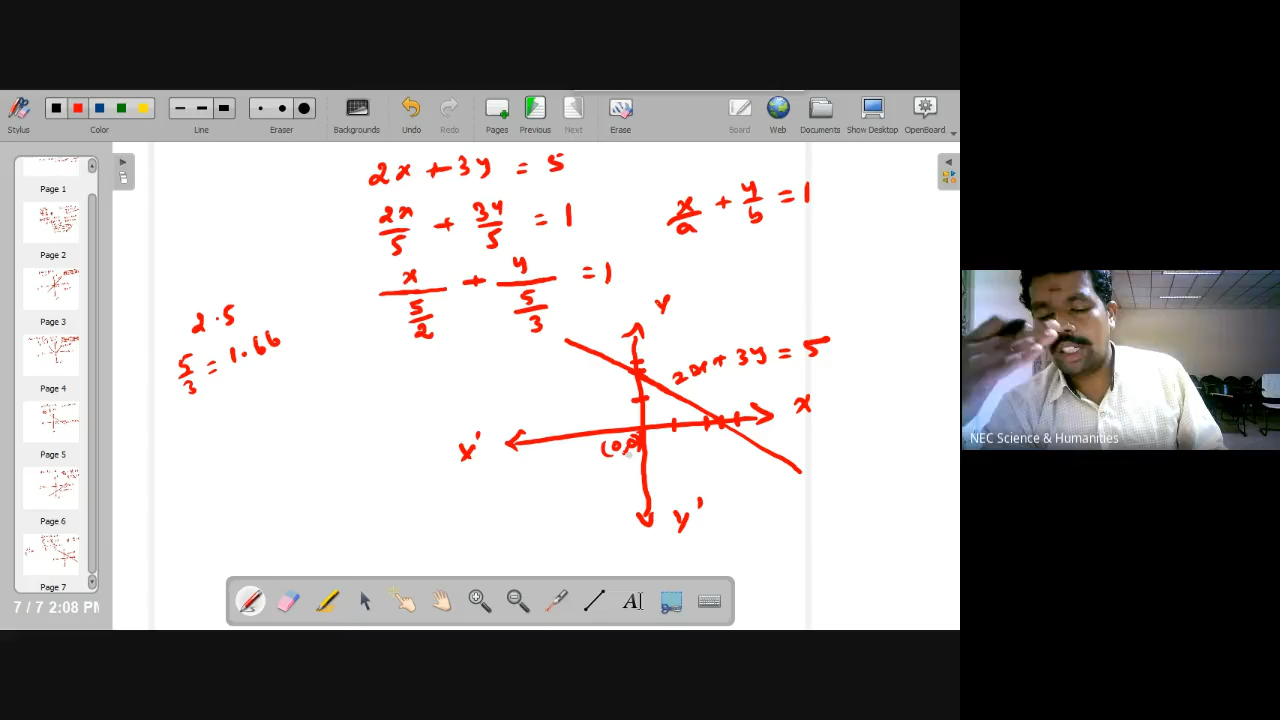 Stylus Color Line Eraser Backgrounds Undo Redo Pages Previous Next Erase Board Web Documents Show Desktop OpenBoard
Page 1
Page 2
Page 3
Page 4
Page 5
Page 6
Page 7
7 / 7 2:08 PM
2x + 3y = 5
2x/5 + 3y/5 = 1
x/a + y/b = 1
x/(5/2) + y/(5/3) = 1
2.5
5/3 = 1.66
Y
2x + 3y = 5
X
X'
(0,0)
Y'
A
NEC Science & Humanities